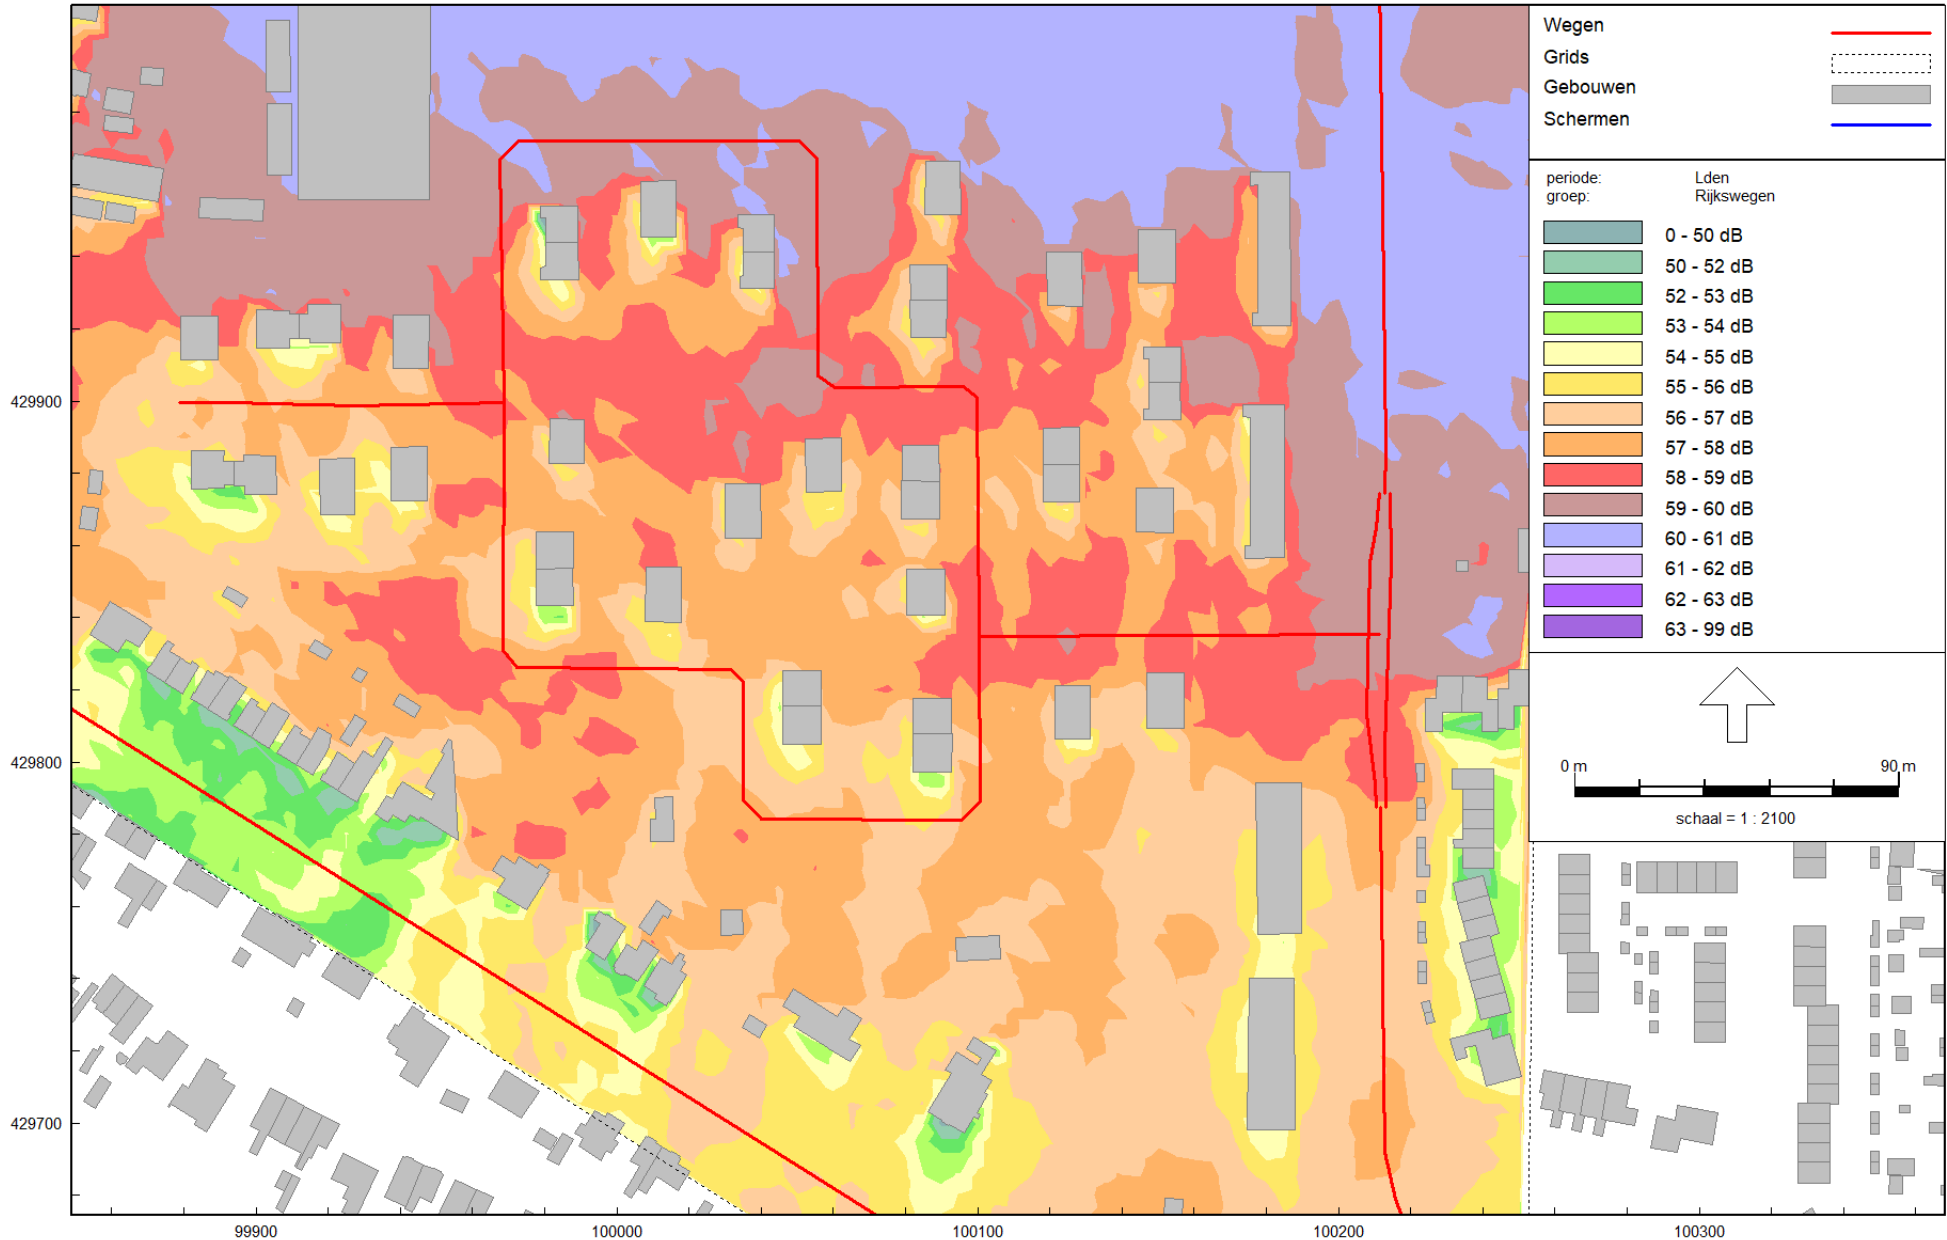 Wegen
Grids
Gebouwen
Schermen
periode: Lden
groep: Rijkswegen
0 - 50 dB
50 - 52 dB
52 - 53 dB
53 - 54 dB
54 - 55 dB
55 - 56 dB
56 - 57 dB
57 - 58 dB
58 - 59 dB
59 - 60 dB
60 - 61 dB
61 - 62 dB
62 - 63 dB
63 - 99 dB
0 m 90 m
schaal = 1 : 2100
429900
429800
429700
99900 100000 100100 100200 100300